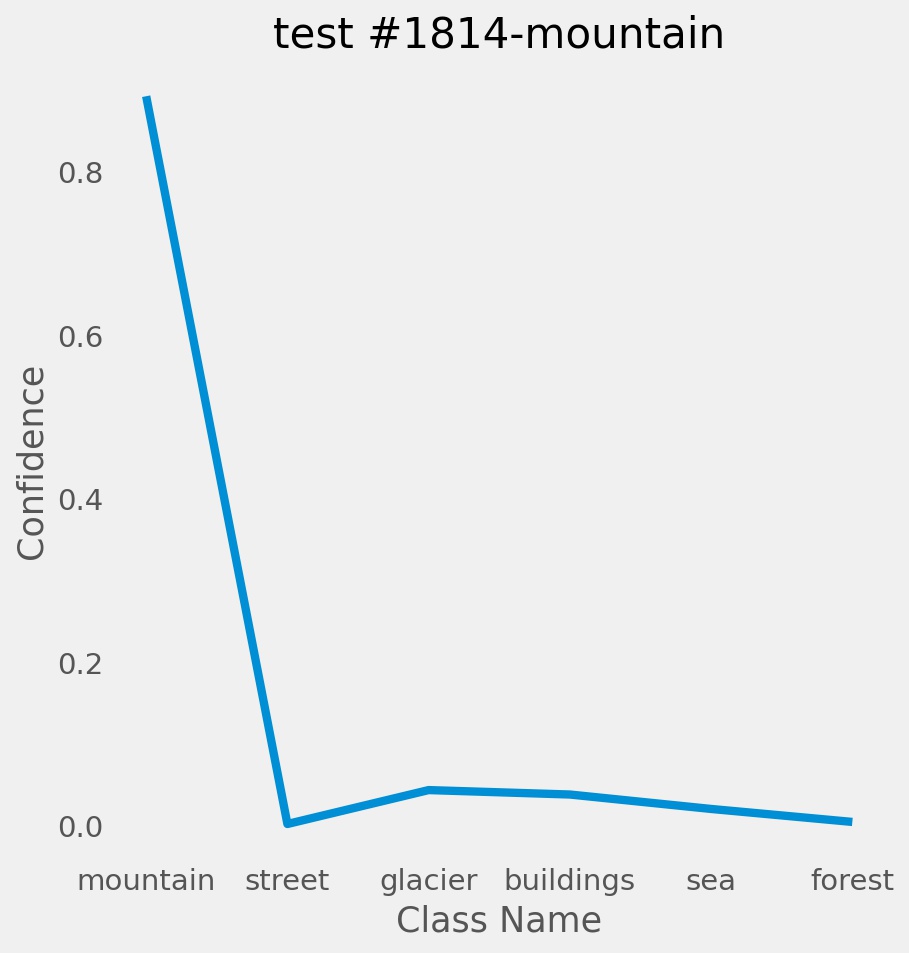 test #1814-mountain
Confidence
0.8
0.6
0.4
0.2
0.0
mountain street glacier buildings sea forest
Class Name